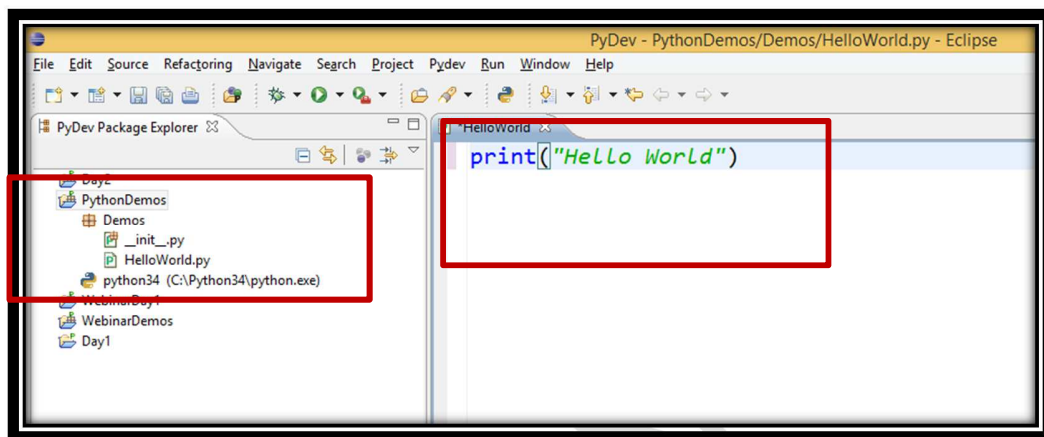 PyDev - PythonDemos/Demos/HelloWorld.py - Eclipse
File Edit Source Refactoring Navigate Search Project Pydev Run Window Help
PyDev Package Explorer
*HelloWorld
print("Hello World")
Day2
PythonDemos
Demos
__init__.py
HelloWorld.py
python34 (C:\Python34\python.exe)
WebinarDay1
WebinarDemos
Day1